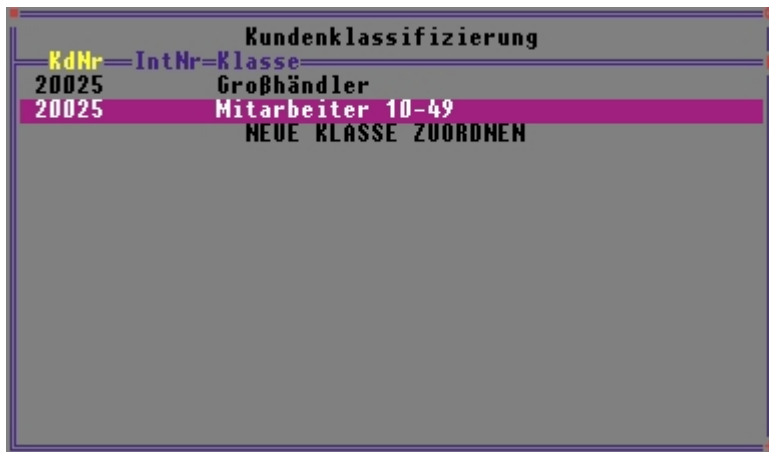 Kundenklassifizierung
KdNr IntNr Klasse
20025 Großhändler
20025 Mitarbeiter 10-49
NEUE KLASSE ZUORDNEN